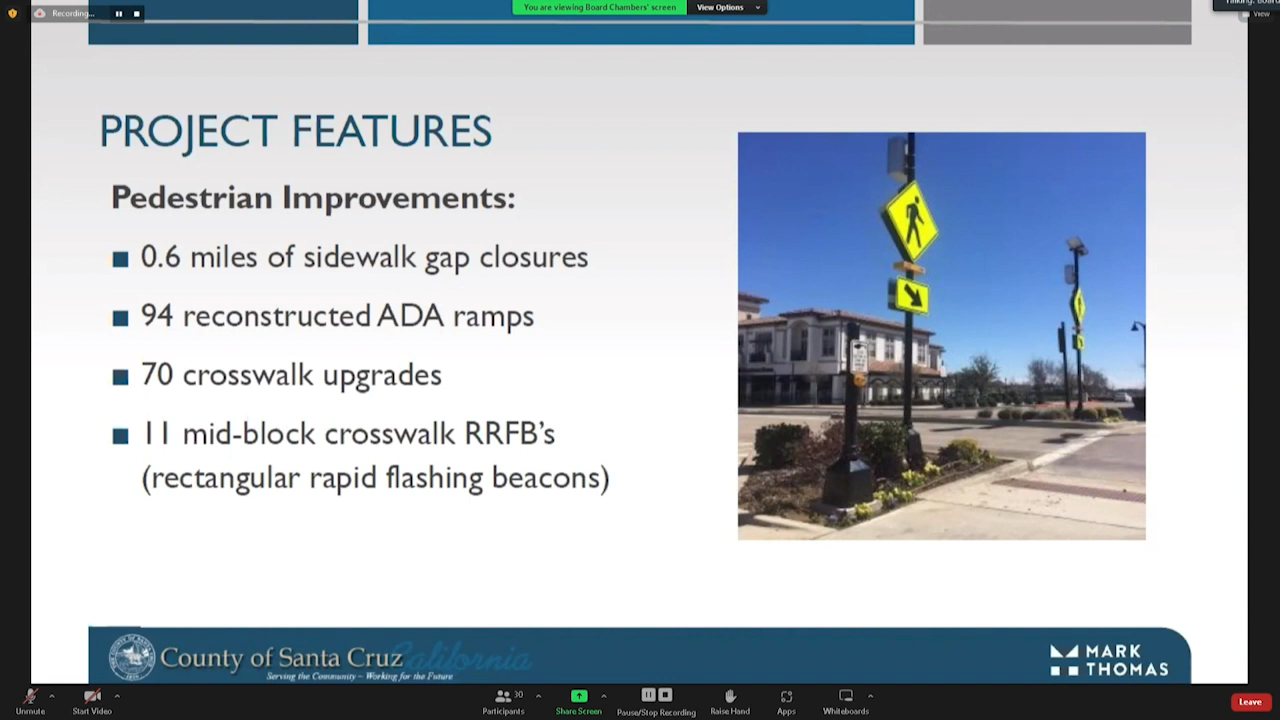 Recording...
You are viewing Board Chambers' screen
View Options
View
PROJECT FEATURES
Pedestrian Improvements:
0.6 miles of sidewalk gap closures
94 reconstructed ADA ramps
70 crosswalk upgrades
11 mid-block crosswalk RRFB's
(rectangular rapid flashing beacons)
County of Santa Cruz
California
Serving the Community – Working for the Future
MARK
THOMAS
Unmute
Start Video
30
Participants
Share Screen
Pause/Stop Recording
Raise Hand
Apps
Whiteboards
Leave